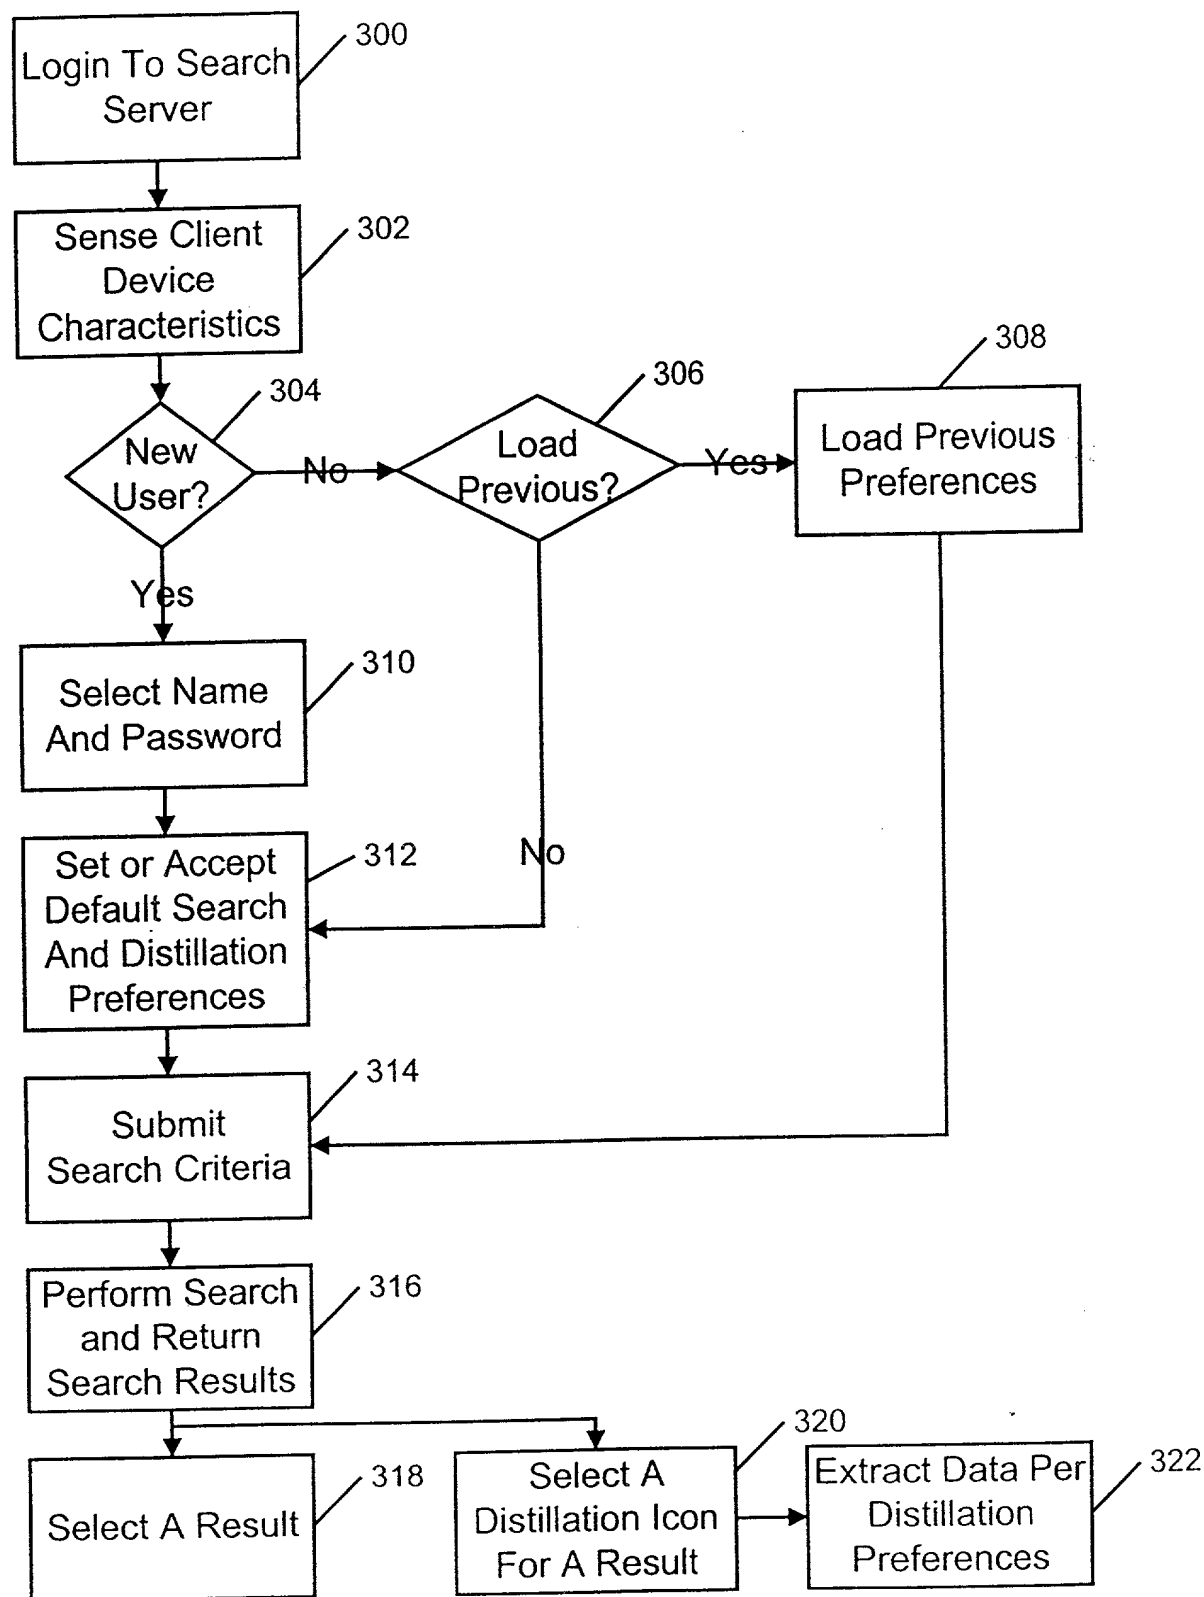 300
Login To Search
Server
302
Sense Client
Device
Characteristics
304
New
User?
No
306
Load
Previous?
Yes
308
Load Previous
Preferences
Yes
310
Select Name
And Password
312
Set or Accept
Default Search
And Distillation
Preferences
No
314
Submit
Search Criteria
316
Perform Search
and Return
Search Results
318
Select A Result
320
Select A
Distillation Icon
For A Result
322
Extract Data Per
Distillation
Preferences